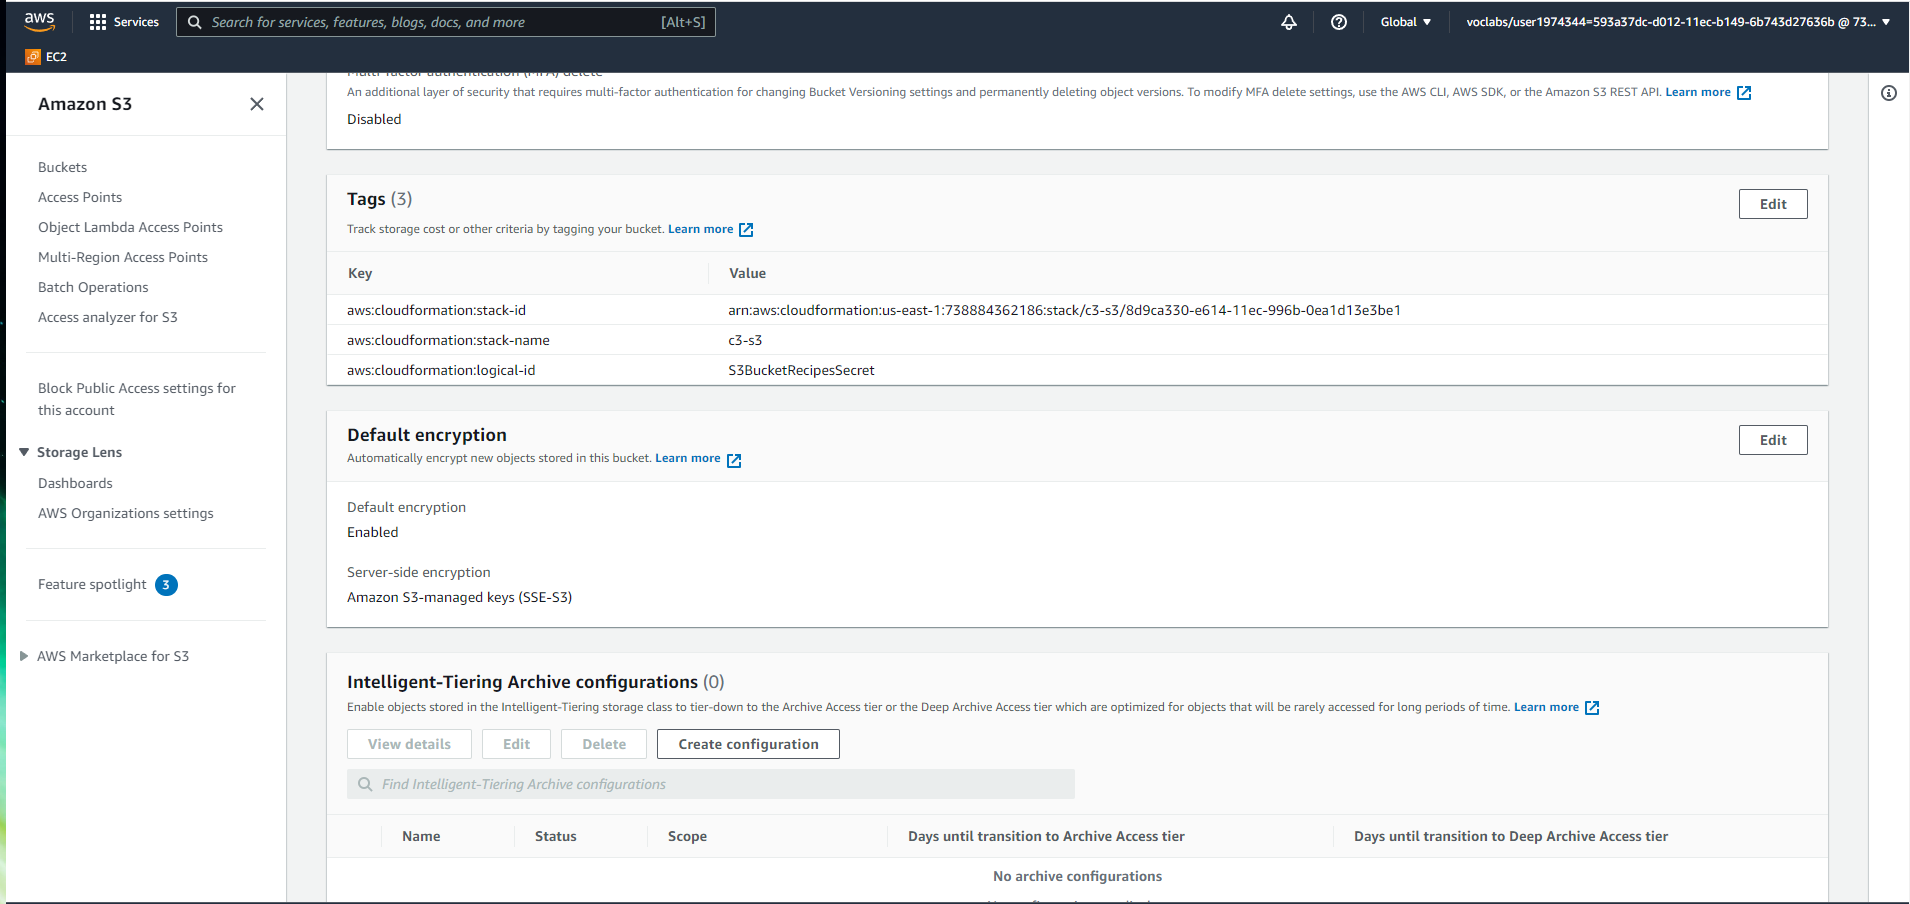 aws
Services
Search for services, features, blogs, docs, and more
[Alt+S]
Global
voclabs/user1974344=593a37dc-d012-11ec-b149-6b743d27636b @ 73...
EC2
Amazon S3
Buckets
Access Points
Object Lambda Access Points
Multi-Region Access Points
Batch Operations
Access analyzer for S3
Block Public Access settings for
this account
Storage Lens
Dashboards
AWS Organizations settings
Feature spotlight 3
AWS Marketplace for S3
Multi-factor authentication (MFA) delete
An additional layer of security that requires multi-factor authentication for changing Bucket Versioning settings and permanently deleting object versions. To modify MFA delete settings, use the AWS CLI, AWS SDK, or the Amazon S3 REST API. Learn more
Disabled
Tags (3)
Edit
Track storage cost or other criteria by tagging your bucket. Learn more
Key Value
aws:cloudformation:stack-id arn:aws:cloudformation:us-east-1:738884362186:stack/c3-s3/8d9ca330-e614-11ec-996b-0ea1d13e3be1
aws:cloudformation:stack-name c3-s3
aws:cloudformation:logical-id S3BucketRecipesSecret
Default encryption
Edit
Automatically encrypt new objects stored in this bucket. Learn more
Default encryption
Enabled
Server-side encryption
Amazon S3-managed keys (SSE-S3)
Intelligent-Tiering Archive configurations (0)
Enable objects stored in the Intelligent-Tiering storage class to tier-down to the Archive Access tier or the Deep Archive Access tier which are optimized for objects that will be rarely accessed for long periods of time. Learn more
View details Edit Delete Create configuration
Find Intelligent-Tiering Archive configurations
Name Status Scope Days until transition to Archive Access tier Days until transition to Deep Archive Access tier
No archive configurations